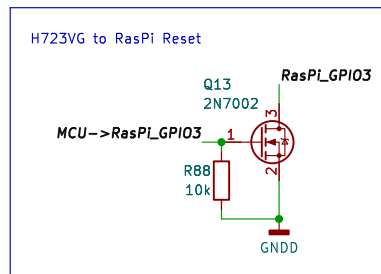 H723VG to RasPi Reset
RasPi_GPIO3
Q13
2N7002
3
MCU->RasPi_GPIO3
1
2
R88
10k
GNDD